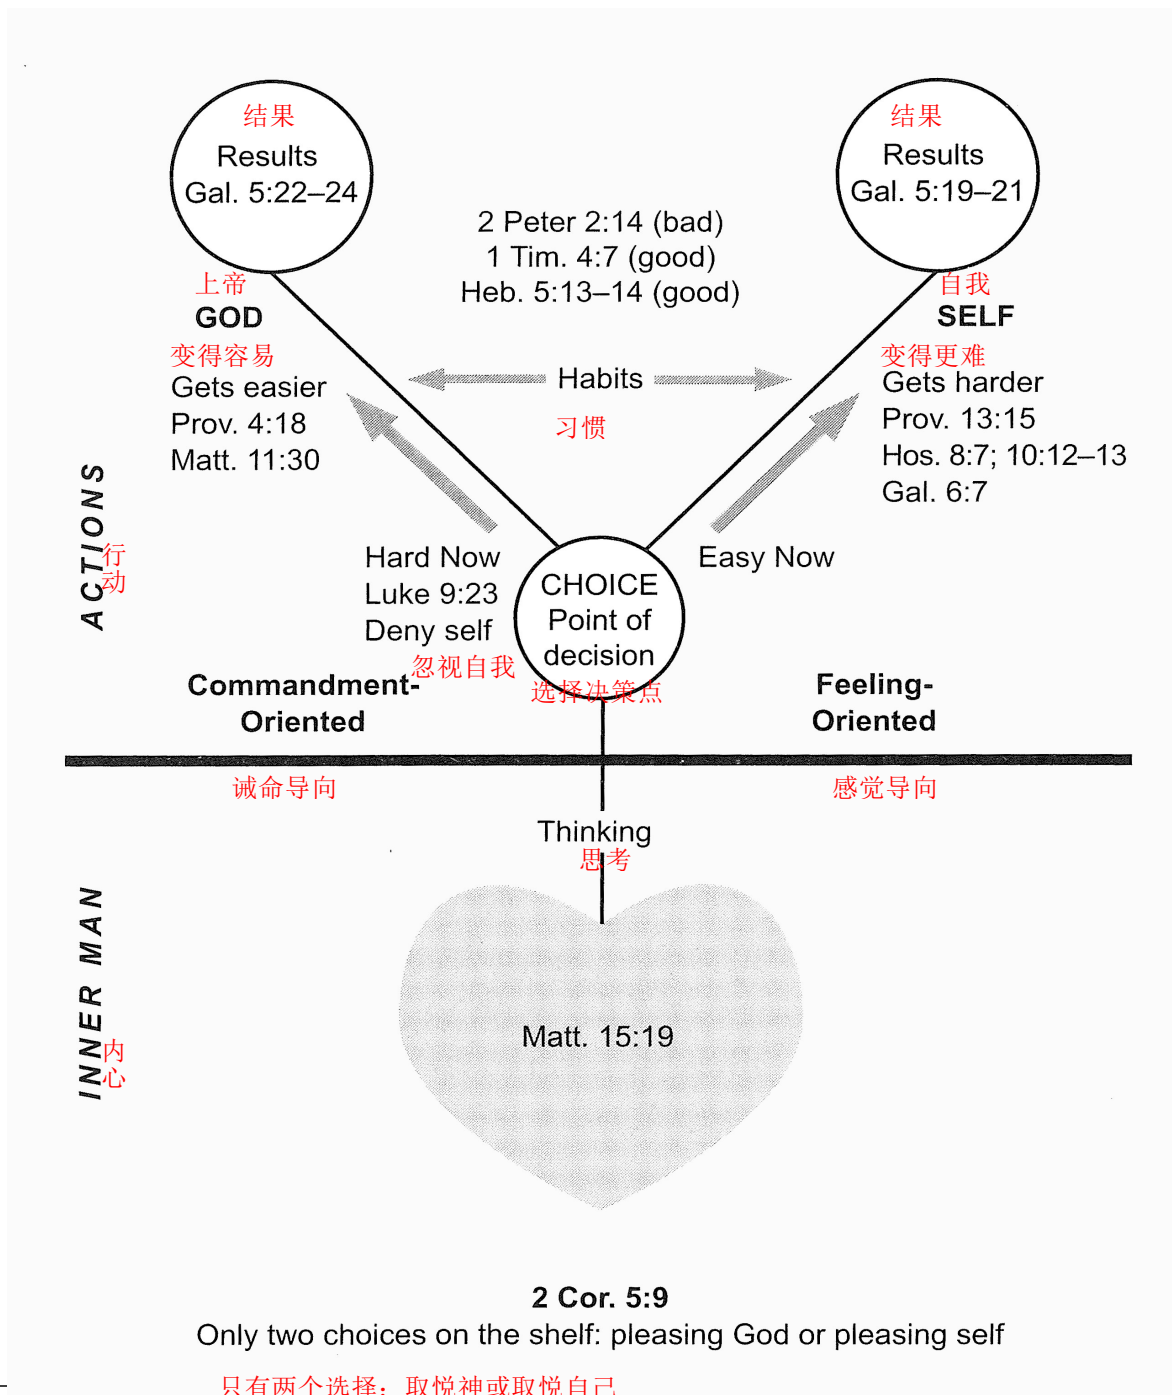 结果
Results
Gal. 5:22–24
结果
Results
Gal. 5:19–21
2 Peter 2:14 (bad)
1 Tim. 4:7 (good)
Heb. 5:13–14 (good)
上帝
GOD
自我
SELF
变得容易
Gets easier
Prov. 4:18
Matt. 11:30
Habits
习惯
变得更难
Gets harder
Prov. 13:15
Hos. 8:7; 10:12–13
Gal. 6:7
ACTIONS
行动
Hard Now
Luke 9:23
Deny self
忽视自我
CHOICE
Point of
decision
选择决策点
Easy Now
Commandment-
Oriented
诫命导向
Feeling-
Oriented
感觉导向
Thinking
思考
INNER MAN
内心
Matt. 15:19
2 Cor. 5:9
Only two choices on the shelf: pleasing God or pleasing self
只有两个选择：取悦神或取悦自己